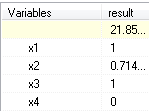 Variables result
21.85...
x1 1
x2 0.714...
x3 1
x4 0